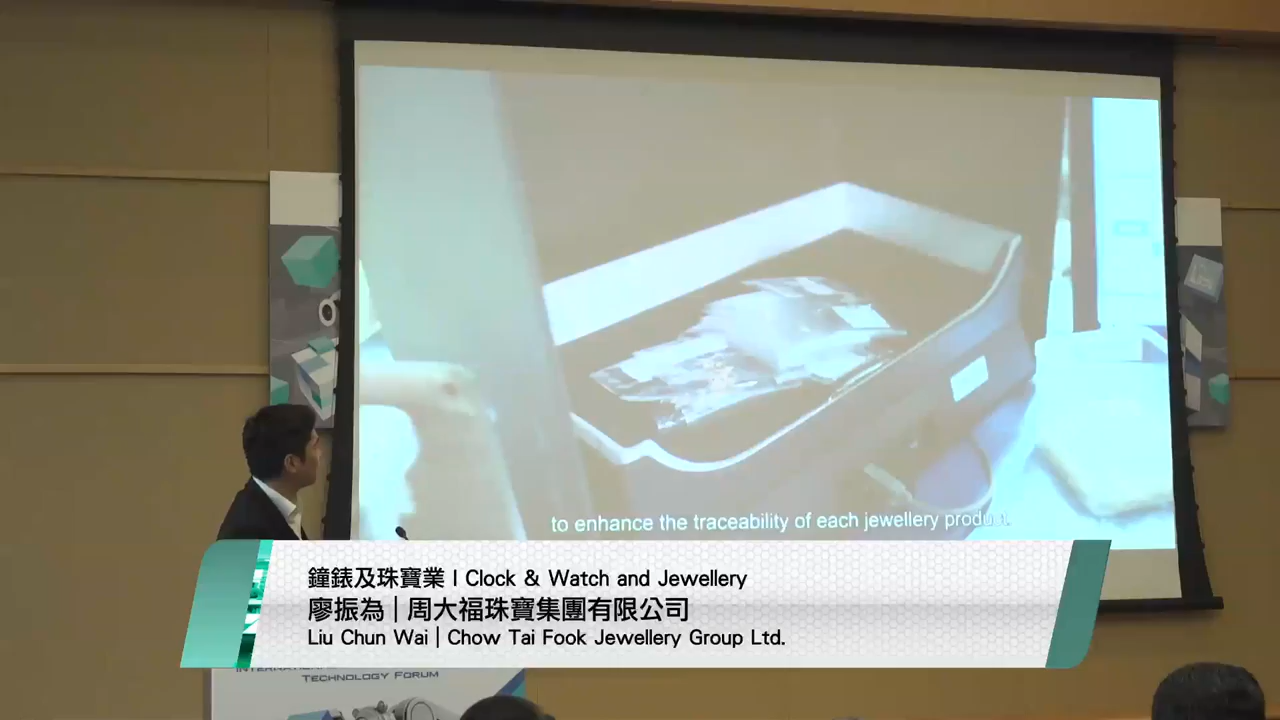 to enhance the traceability of each jewellery product.
鐘錶及珠寶業 | Clock & Watch and Jewellery
廖振為 | 周大福珠寶集團有限公司
Liu Chun Wai | Chow Tai Fook Jewellery Group Ltd.
INTERNATIONAL
TECHNOLOGY FORUM